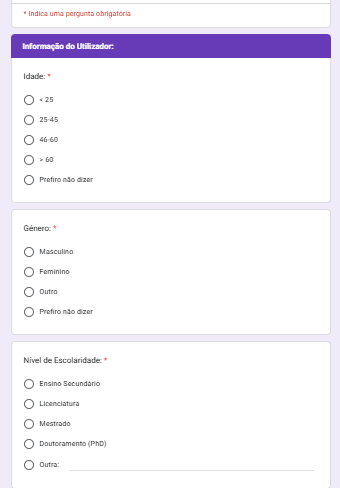 * Indica uma pergunta obrigatória
Informação do Utilizador:
Idade: *
< 25
25-45
46-60
> 60
Prefiro não dizer
Género: *
Masculino
Feminino
Outro
Prefiro não dizer
Nível de Escolaridade: *
Ensino Secundário
Licenciatura
Mestrado
Doutoramento (PhD)
Outra: